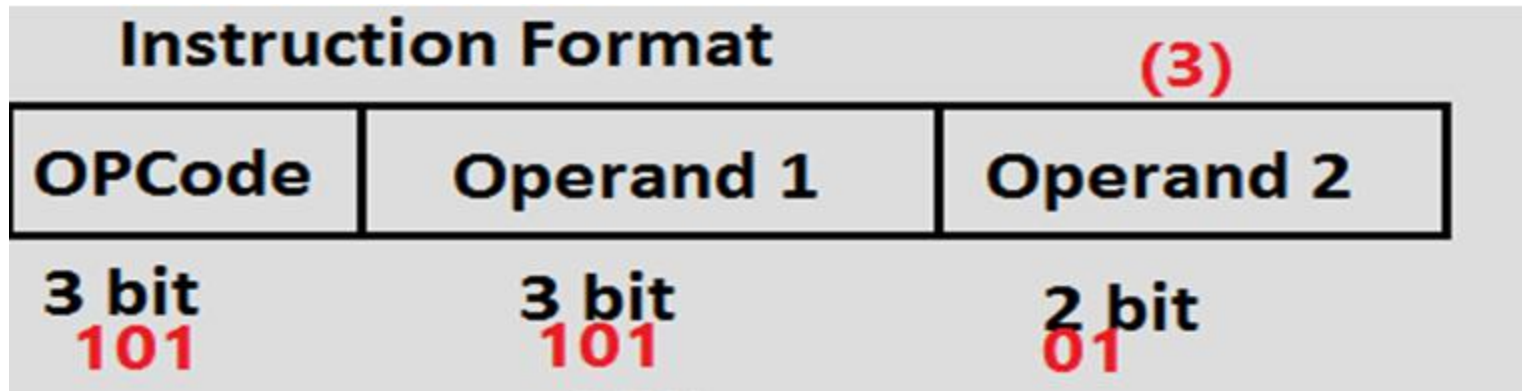 Instruction Format
(3)
OPCode Operand 1 Operand 2
3 bit 3 bit 2 bit
101 101 01